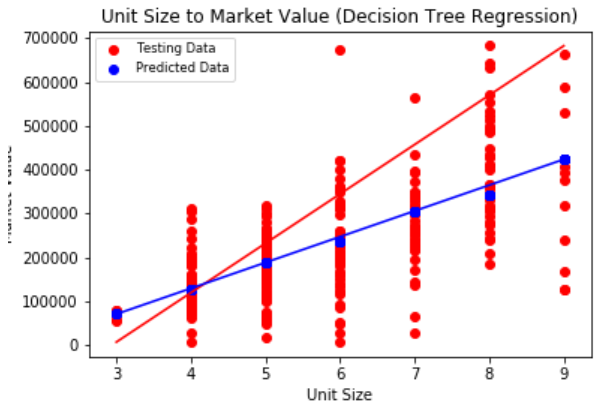 Unit Size to Market Value (Decision Tree Regression)
700000
Testing Data
Predicted Data
600000
500000
400000
300000
200000
100000
0
3 4 5 6 7 8 9
Unit Size